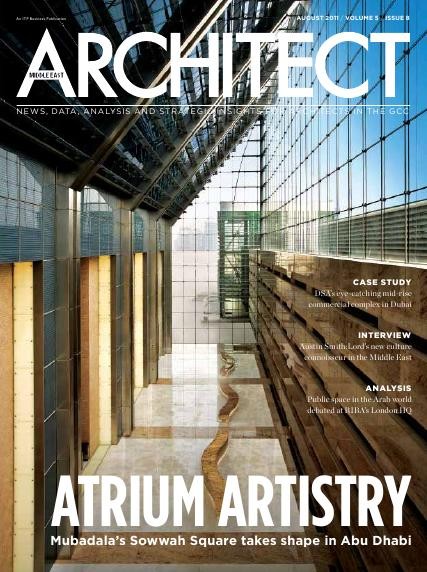 An ITP Business Publication
AUGUST 2011 VOLUME 5 ISSUE 8
ARCHITECT
MIDDLE EAST
NEWS, DATA, ANALYSIS AND STRATEGIC INSIGHTS FOR ARCHITECTS IN THE GCC
CASE STUDY
DSA's eye-catching mid-rise
commercial complex in Dubai
INTERVIEW
Austin-Smith:Lord's new culture
connoisseur in the Middle East
ANALYSIS
Public space in the Arab world
debated at RIBA's London HQ
ATRIUM ARTISTRY
Mubadala's Sowwah Square takes shape in Abu Dhabi